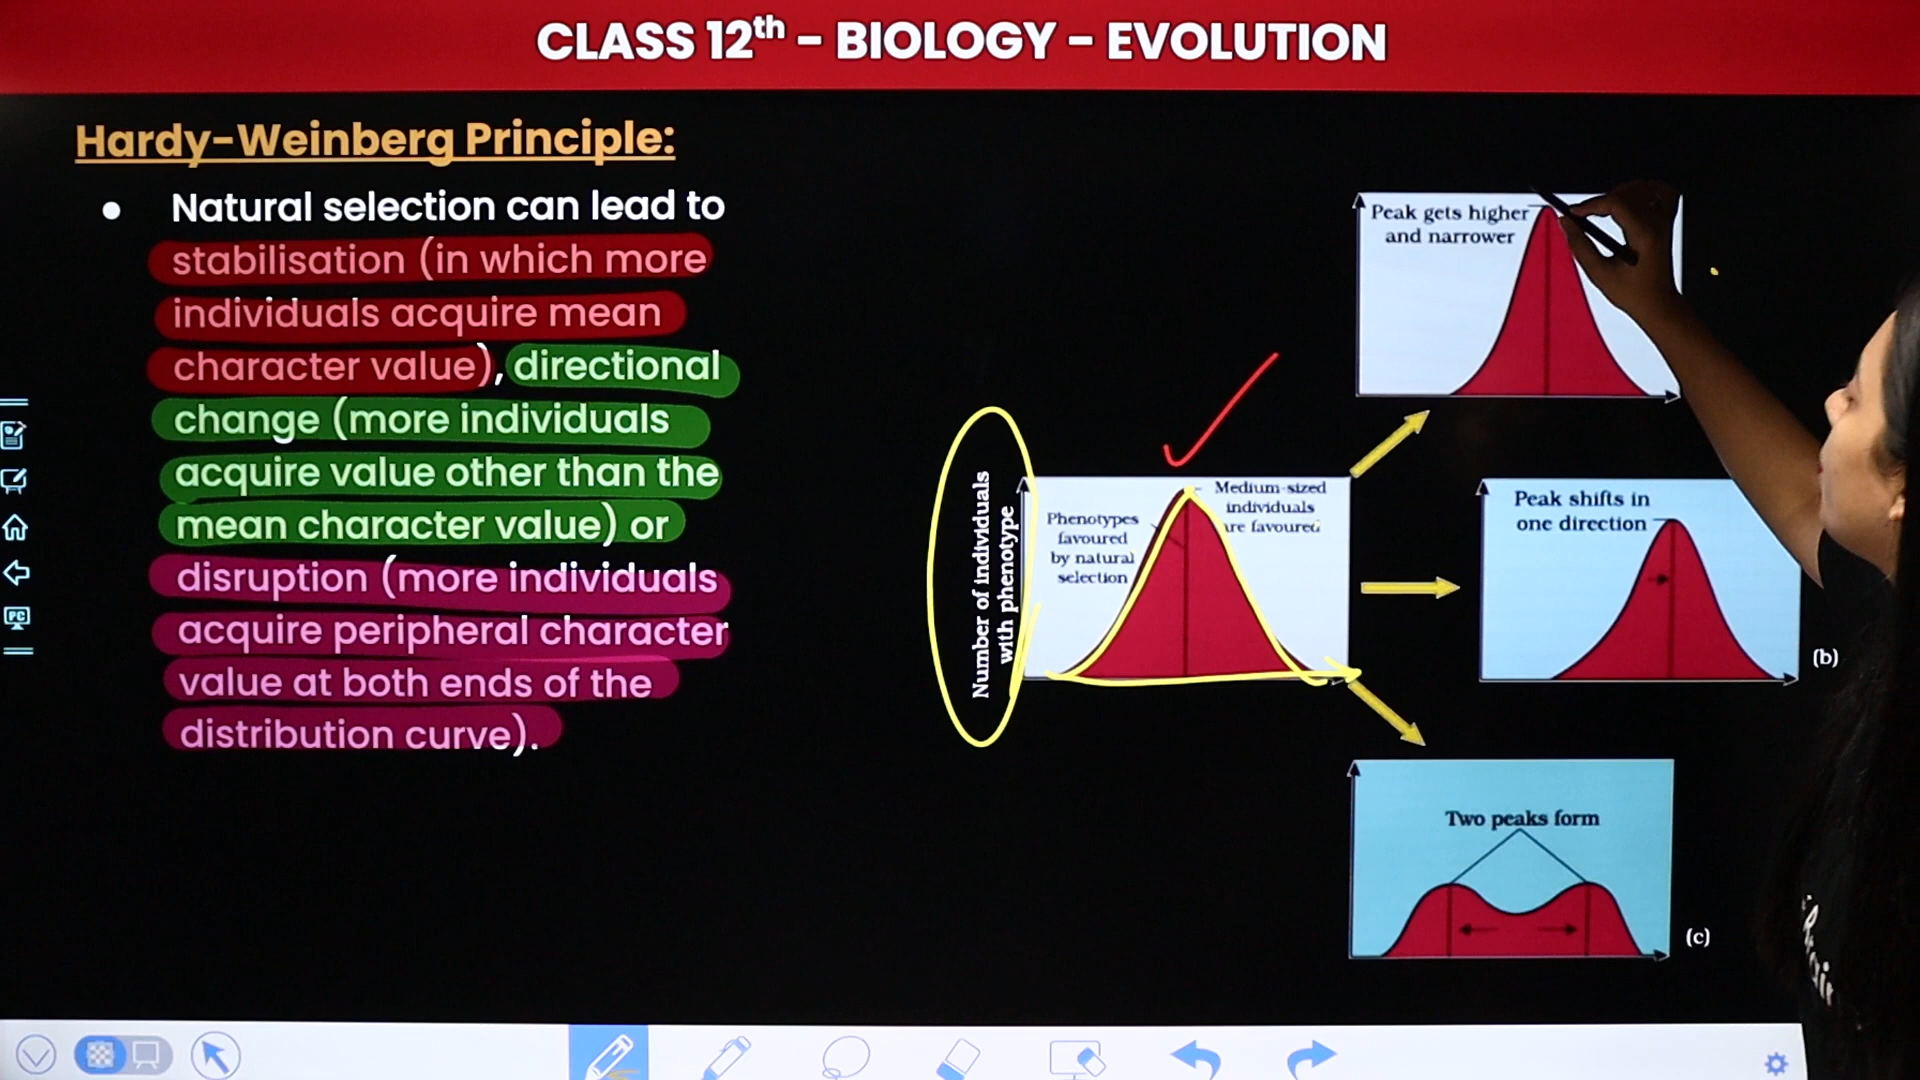 CLASS 12th - BIOLOGY - EVOLUTION
Hardy-Weinberg Principle:
● Natural selection can lead to
stabilisation (in which more
individuals acquire mean
character value), directional
change (more individuals
acquire value other than the
mean character value) or
disruption (more individuals
acquire peripheral character
value at both ends of the
distribution curve).
Number of individuals
with phenotype
Phenotypes
favoured
by natural
selection
Medium-sized
individuals
are favoured
Peak gets higher
and narrower
Peak shifts in
one direction
(b)
Two peaks form
(c)
PC